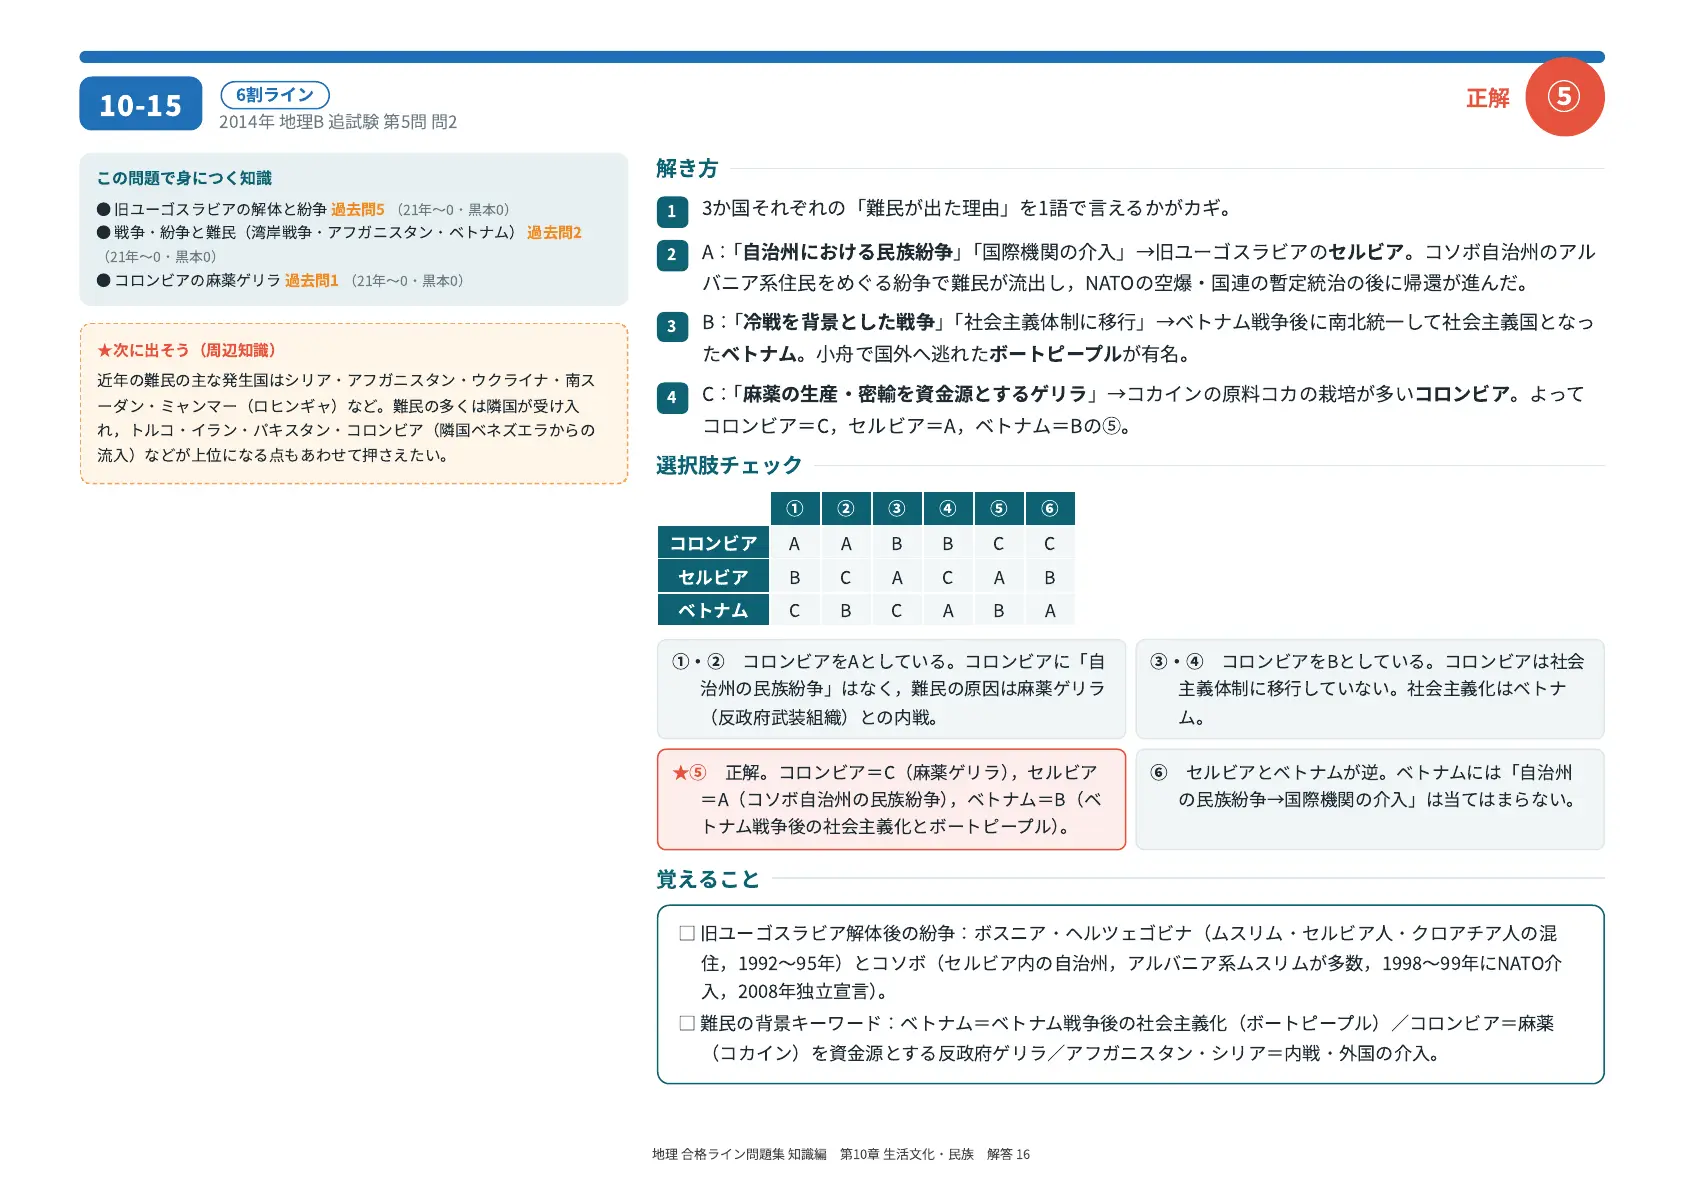 10-15
6割ライン
2014年 地理B 追試験 第5問 問2
正解 ⑤
この問題で身につく知識
●旧ユーゴスラビアの解体と紛争 過去問5 （21年〜0・黒本0）
●戦争・紛争と難民（湾岸戦争・アフガニスタン・ベトナム） 過去問2
（21年〜0・黒本0）
●コロンビアの麻薬ゲリラ 過去問1 （21年〜0・黒本0）
★次に出そう（周辺知識）
近年の難民の主な発生国はシリア・アフガニスタン・ウクライナ・南ス
ーダン・ミャンマー（ロヒンギャ）など。難民の多くは隣国が受け入
れ，トルコ・イラン・パキスタン・コロンビア（隣国ベネズエラからの
流入）などが上位になる点もあわせて押さえたい。
解き方
1 3か国それぞれの「難民が出た理由」を1語で言えるかがカギ。
2 A：「自治州における民族紛争」「国際機関の介入」→旧ユーゴスラビアのセルビア。コソボ自治州のアル
バニア系住民をめぐる紛争で難民が流出し，NATOの空爆・国連の暫定統治の後に帰還が進んだ。
3 B：「冷戦を背景とした戦争」「社会主義体制に移行」→ベトナム戦争後に南北統一して社会主義国となっ
たベトナム。小舟で国外へ逃れたボートピープルが有名。
4 C：「麻薬の生産・密輸を資金源とするゲリラ」→コカインの原料コカの栽培が多いコロンビア。よって
コロンビア＝C，セルビア＝A，ベトナム＝Bの⑤。
選択肢チェック
① ② ③ ④ ⑤ ⑥
コロンビア A A B B C C
セルビア B C A C A B
ベトナム C B C A B A
①・② コロンビアをAとしている。コロンビアに「自
治州の民族紛争」はなく，難民の原因は麻薬ゲリラ
（反政府武装組織）との内戦。
③・④ コロンビアをBとしている。コロンビアは社会
主義体制に移行していない。社会主義化はベトナ
ム。
★⑤ 正解。コロンビア＝C（麻薬ゲリラ），セルビア
＝A（コソボ自治州の民族紛争），ベトナム＝B（ベ
トナム戦争後の社会主義化とボートピープル）。
⑥ セルビアとベトナムが逆。ベトナムには「自治州
の民族紛争→国際機関の介入」は当てはまらない。
覚えること
□ 旧ユーゴスラビア解体後の紛争：ボスニア・ヘルツェゴビナ（ムスリム・セルビア人・クロアチア人の混
住，1992〜95年）とコソボ（セルビア内の自治州，アルバニア系ムスリムが多数，1998〜99年にNATO介
入，2008年独立宣言）。
□ 難民の背景キーワード：ベトナム＝ベトナム戦争後の社会主義化（ボートピープル）／コロンビア＝麻薬
（コカイン）を資金源とする反政府ゲリラ／アフガニスタン・シリア＝内戦・外国の介入。
地理 合格ライン問題集 知識編 第10章 生活文化・民族 解答 16